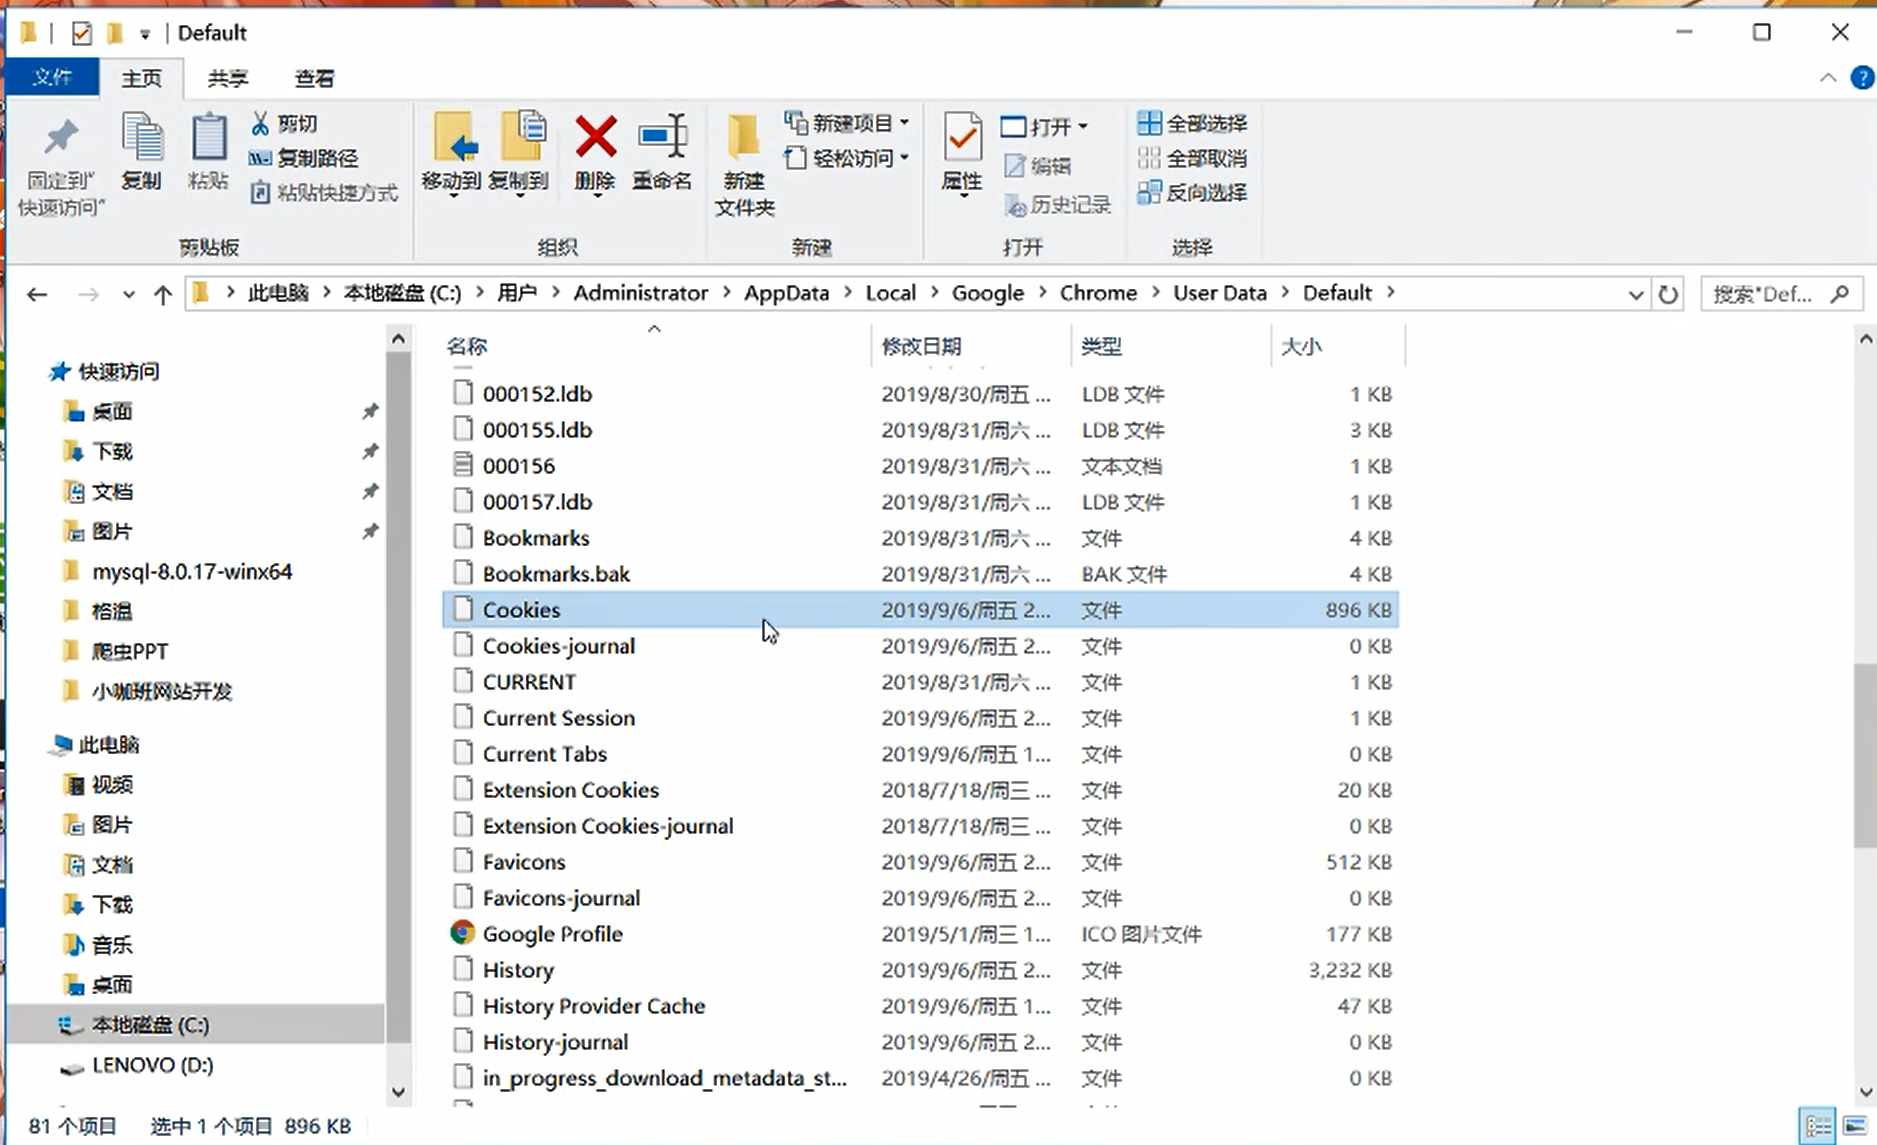 Default
文件 主页 共享 查看
固定到"
快速访问"
复制
粘贴
剪切
复制路径
粘贴快捷方式
剪贴板
移动到 复制到 删除 重命名
组织
新建
文件夹
新建项目
轻松访问
新建
属性
打开
编辑
历史记录
打开
全部选择
全部取消
反向选择
选择
此电脑 本地磁盘 (C:) 用户 Administrator AppData Local Google Chrome User Data Default
搜索"Def...
快速访问
桌面
下载
文档
图片
mysql-8.0.17-winx64
格温
爬虫PPT
小咖班网站开发
此电脑
视频
图片
文档
下载
音乐
桌面
本地磁盘 (C:)
LENOVO (D:)
名称 修改日期 类型 大小
000152.ldb 2019/8/30/周五 ... LDB 文件 1 KB
000155.ldb 2019/8/31/周六 ... LDB 文件 3 KB
000156 2019/8/31/周六 ... 文本文档 1 KB
000157.ldb 2019/8/31/周六 ... LDB 文件 1 KB
Bookmarks 2019/8/31/周六 ... 文件 4 KB
Bookmarks.bak 2019/8/31/周六 ... BAK 文件 4 KB
Cookies 2019/9/6/周五 2... 文件 896 KB
Cookies-journal 2019/9/6/周五 2... 文件 0 KB
CURRENT 2019/8/31/周六 ... 文件 1 KB
Current Session 2019/9/6/周五 2... 文件 1 KB
Current Tabs 2019/9/6/周五 1... 文件 0 KB
Extension Cookies 2018/7/18/周三 ... 文件 20 KB
Extension Cookies-journal 2018/7/18/周三 ... 文件 0 KB
Favicons 2019/9/6/周五 2... 文件 512 KB
Favicons-journal 2019/9/6/周五 2... 文件 0 KB
Google Profile 2019/5/1/周三 1... ICO 图片文件 177 KB
History 2019/9/6/周五 2... 文件 3,232 KB
History Provider Cache 2019/9/6/周五 1... 文件 47 KB
History-journal 2019/9/6/周五 2... 文件 0 KB
in_progress_download_metadata_st... 2019/4/26/周五 ... 文件 0 KB
81 个项目 选中 1 个项目 896 KB